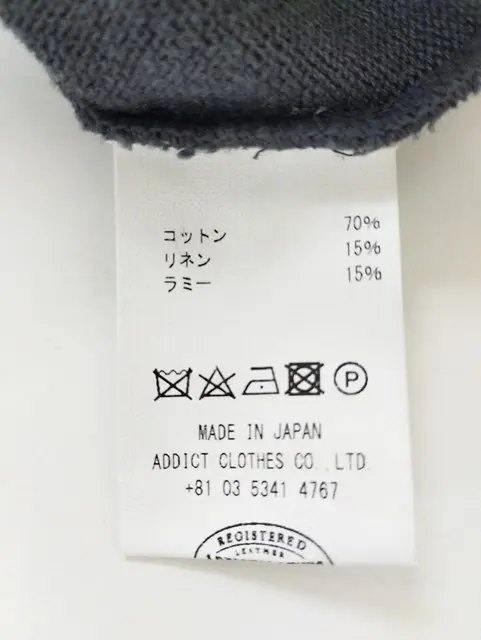 コットン 70%
リネン 15%
ラミー 15%
P
MADE IN JAPAN
ADDICT CLOTHES CO.,LTD.
+81 03 5341 4767
REGISTERED
LEATHER